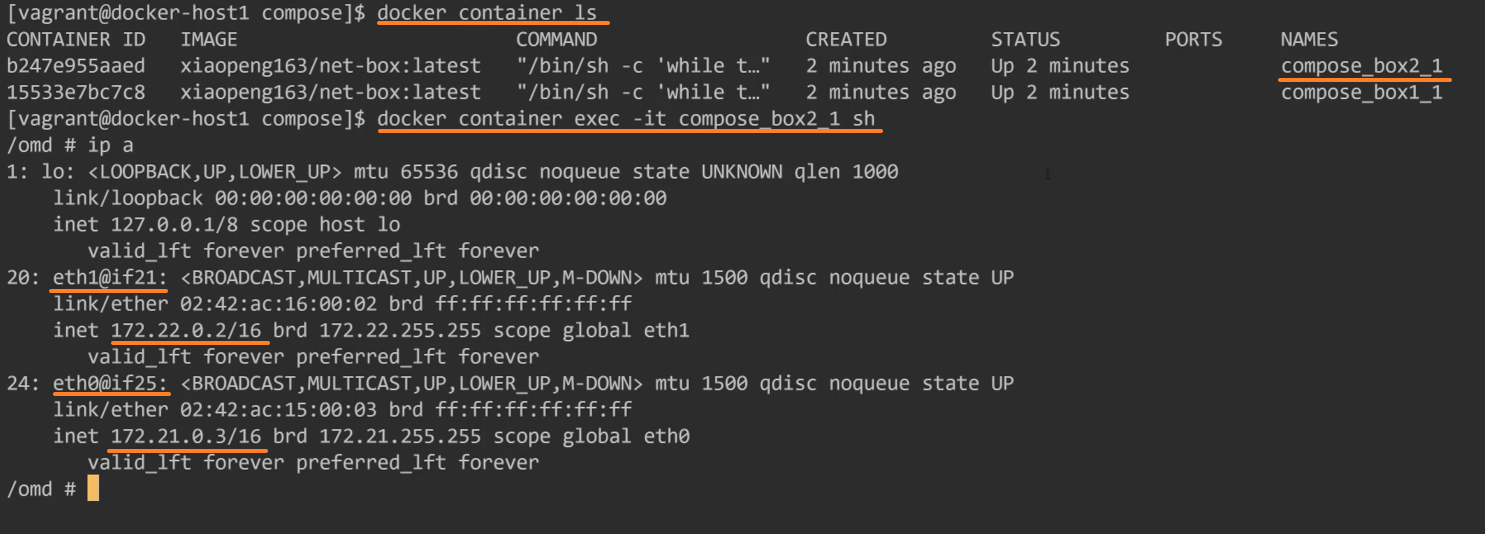 [vagrant@docker-host1 compose]$ docker container ls
CONTAINER ID   IMAGE                        COMMAND                  CREATED         STATUS         PORTS     NAMES
b247e955aaed   xiaopeng163/net-box:latest   "/bin/sh -c 'while t…"   2 minutes ago   Up 2 minutes             compose_box2_1
15533e7bc7c8   xiaopeng163/net-box:latest   "/bin/sh -c 'while t…"   2 minutes ago   Up 2 minutes             compose_box1_1
[vagrant@docker-host1 compose]$ docker container exec -it compose_box2_1 sh
/omd # ip a
1: lo: <LOOPBACK,UP,LOWER_UP> mtu 65536 qdisc noqueue state UNKNOWN qlen 1000
    link/loopback 00:00:00:00:00:00 brd 00:00:00:00:00:00
    inet 127.0.0.1/8 scope host lo
       valid_lft forever preferred_lft forever
20: eth1@if21: <BROADCAST,MULTICAST,UP,LOWER_UP,M-DOWN> mtu 1500 qdisc noqueue state UP
    link/ether 02:42:ac:16:00:02 brd ff:ff:ff:ff:ff:ff
    inet 172.22.0.2/16 brd 172.22.255.255 scope global eth1
       valid_lft forever preferred_lft forever
24: eth0@if25: <BROADCAST,MULTICAST,UP,LOWER_UP,M-DOWN> mtu 1500 qdisc noqueue state UP
    link/ether 02:42:ac:15:00:03 brd ff:ff:ff:ff:ff:ff
    inet 172.21.0.3/16 brd 172.21.255.255 scope global eth0
       valid_lft forever preferred_lft forever
/omd #